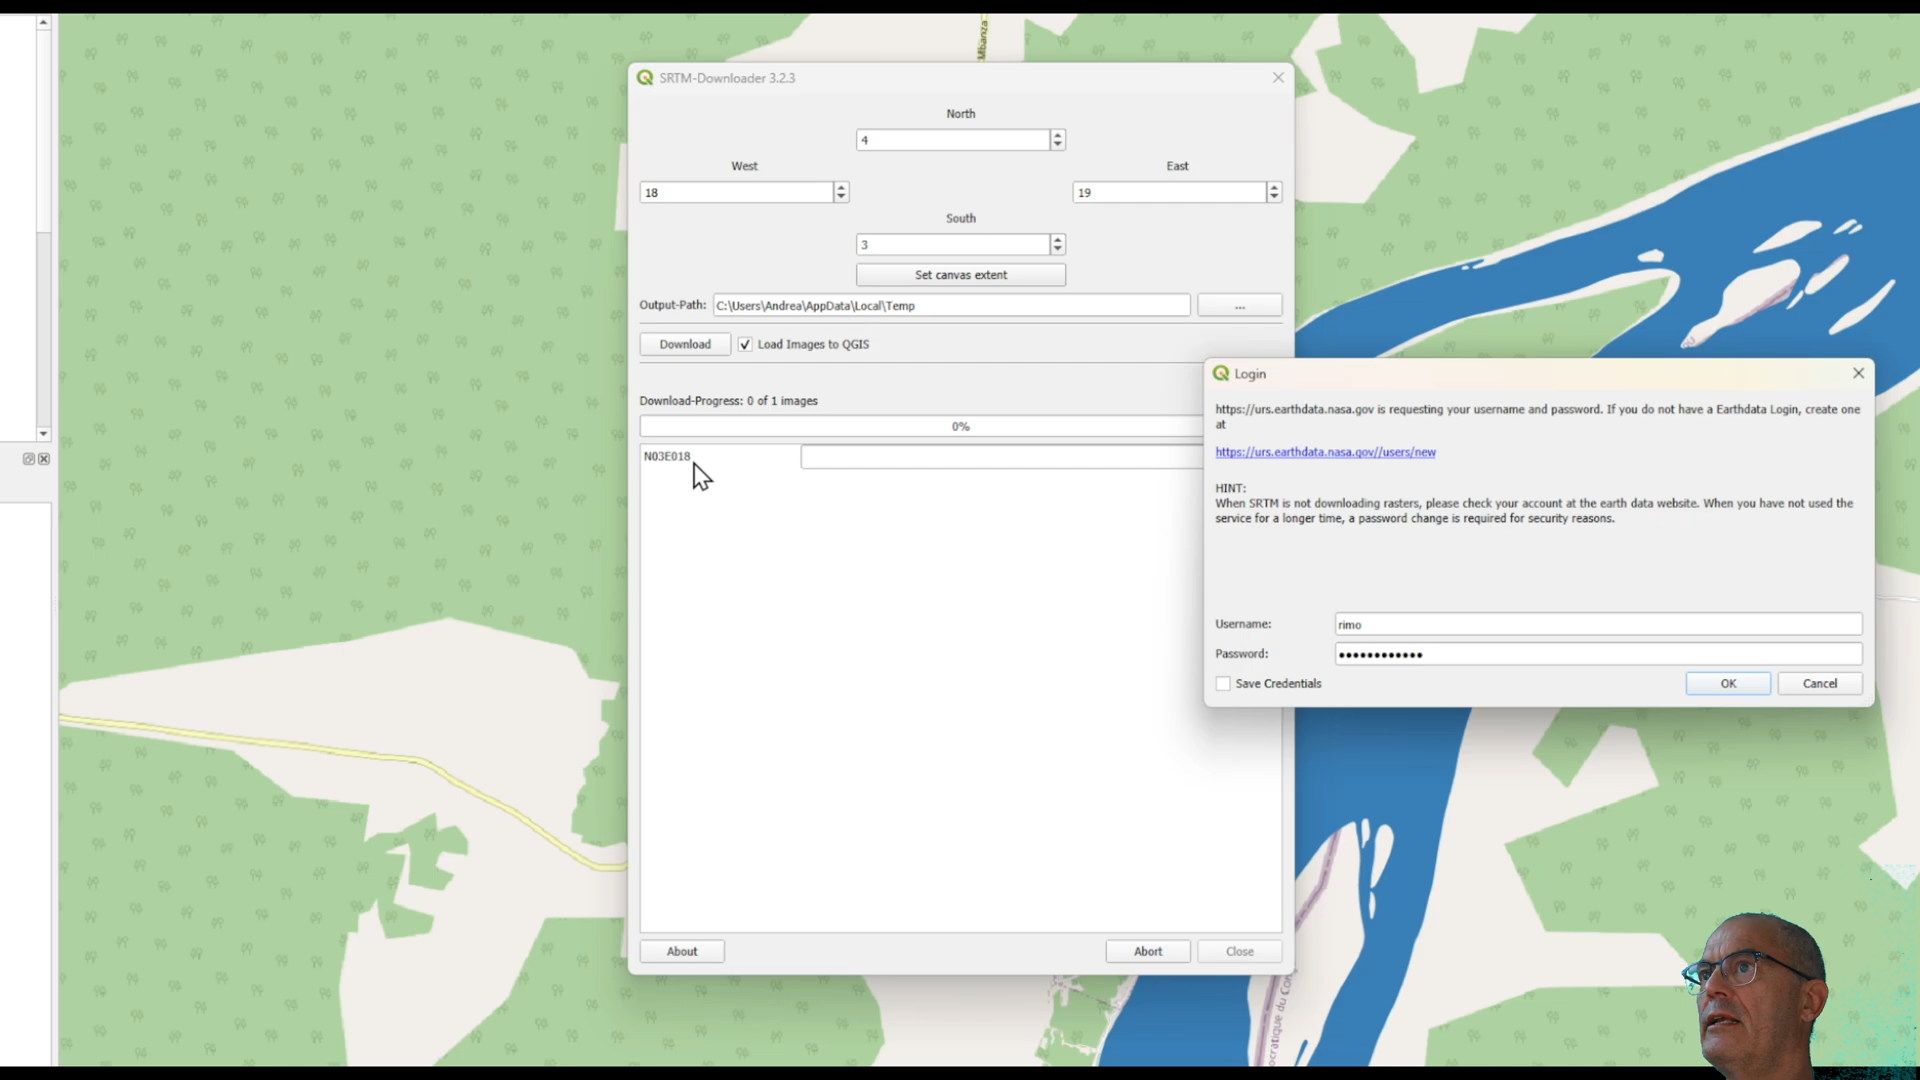 Mbanza
SRTM-Downloader 3.2.3
North
4
West
East
18
19
South
3
Set canvas extent
Output-Path: C:\Users\Andrea\AppData\Local\Temp ...
Download Load Images to QGIS
Download-Progress: 0 of 1 images
0%
N03E018
About
Abort
Close
Login
https://urs.earthdata.nasa.gov is requesting your username and password. If you do not have a Earthdata Login, create one
at
https://urs.earthdata.nasa.gov//users/new
HINT:
When SRTM is not downloading rasters, please check your account at the earth data website. When you have not used the
service for a longer time, a password change is required for security reasons.
Username: rimo
Password: ••••••••••••
Save Credentials
OK
Cancel
ocratique du Con